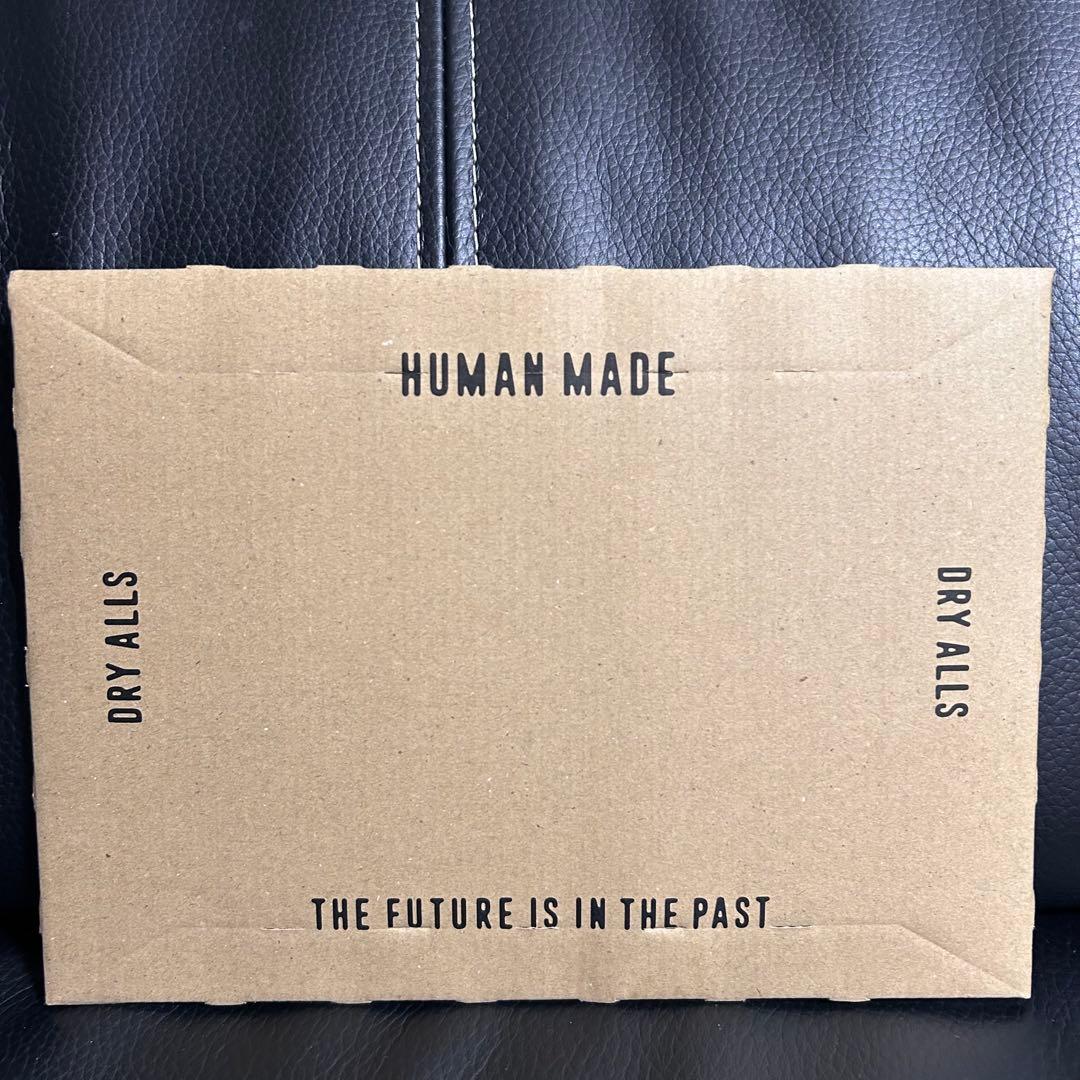 HUMAN MADE
DRY ALLS
DRY ALLS
THE FUTURE IS IN THE PAST